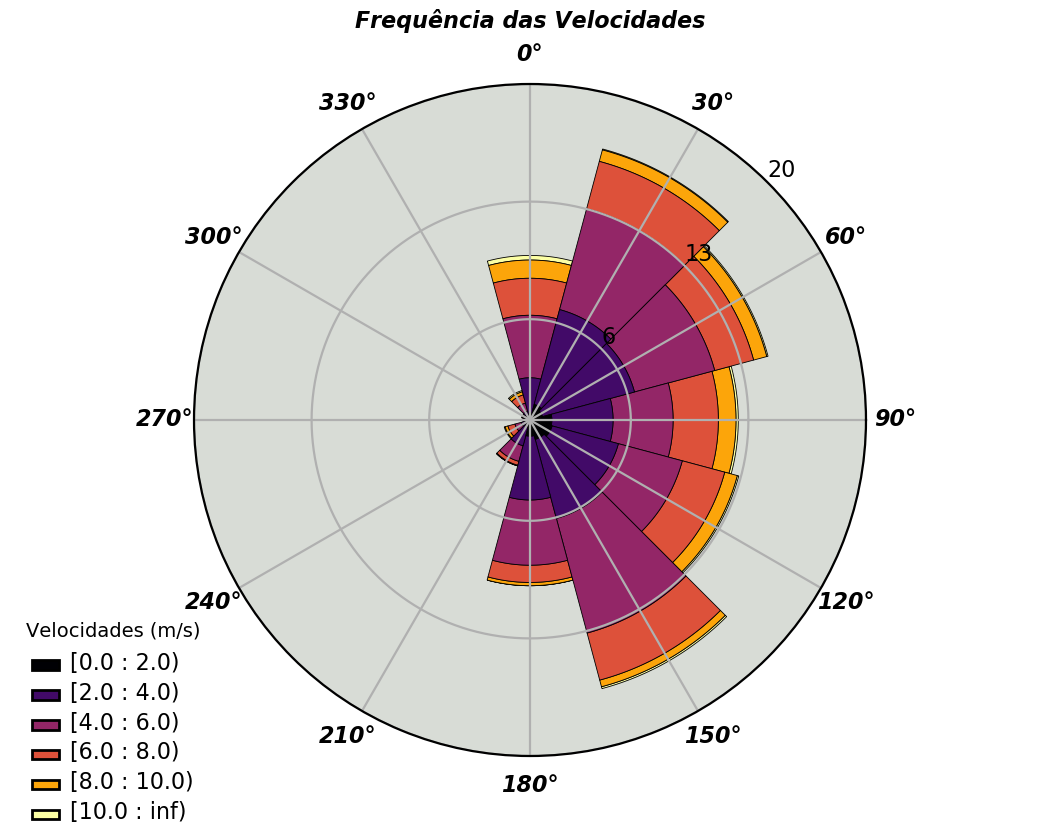 Frequência das Velocidades
0°
330°
30°
20
300°
60°
13
6
270°
90°
240°
120°
210°
150°
180°
Velocidades (m/s)
[0.0 : 2.0)
[2.0 : 4.0)
[4.0 : 6.0)
[6.0 : 8.0)
[8.0 : 10.0)
[10.0 : inf)